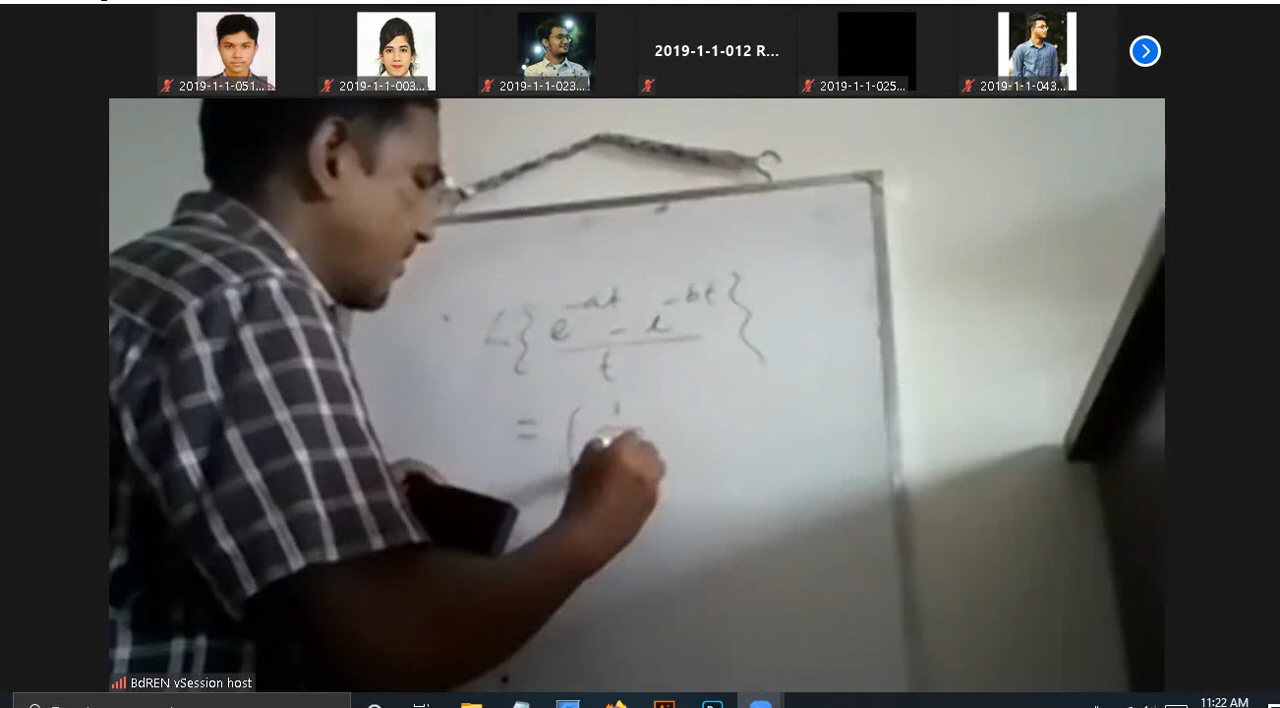 2019-1-1-012 R...
2019-1-1-051...
2019-1-1-003...
2019-1-1-023...
2019-1-1-025...
2019-1-1-043...
L{ e^-at - e^-bt / t }
= ( 1
BdREN vSession host
11:22 AM